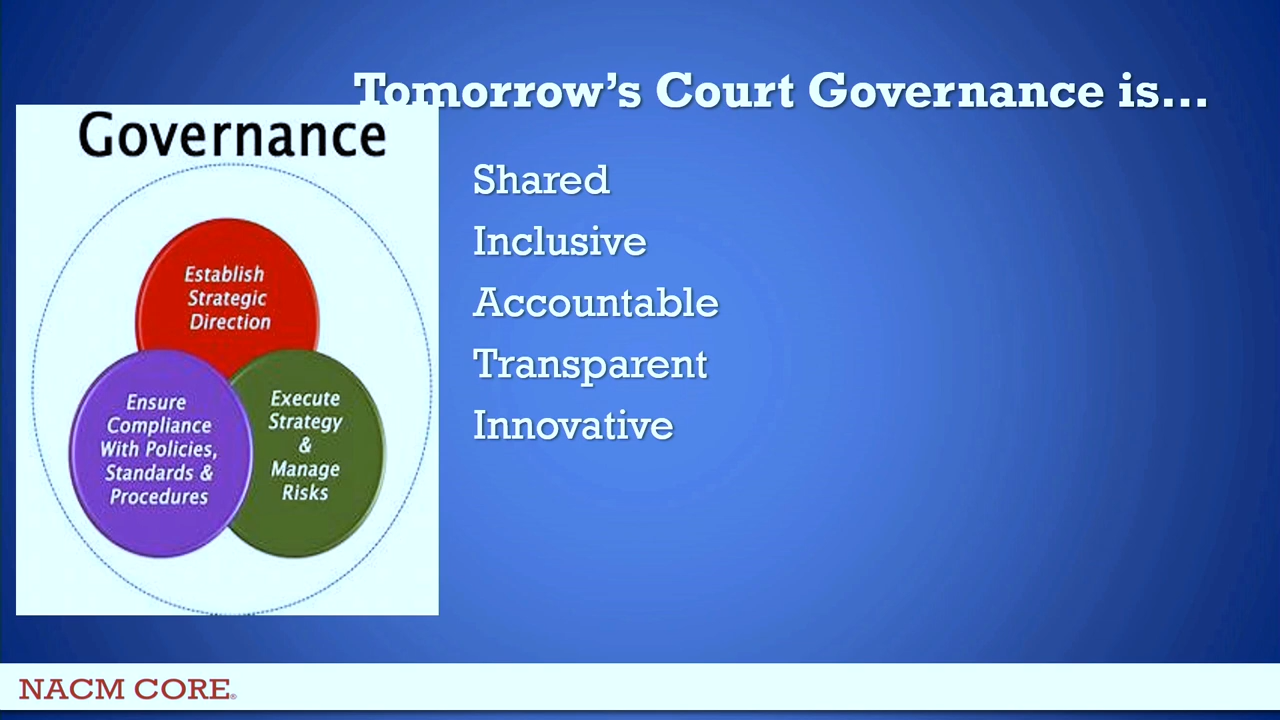 Tomorrow’s Court Governance is…
Governance
Establish
Strategic
Direction
Ensure
Compliance
With Policies,
Standards &
Procedures
Execute
Strategy
&
Manage
Risks
Shared
Inclusive
Accountable
Transparent
Innovative
NACM CORE®